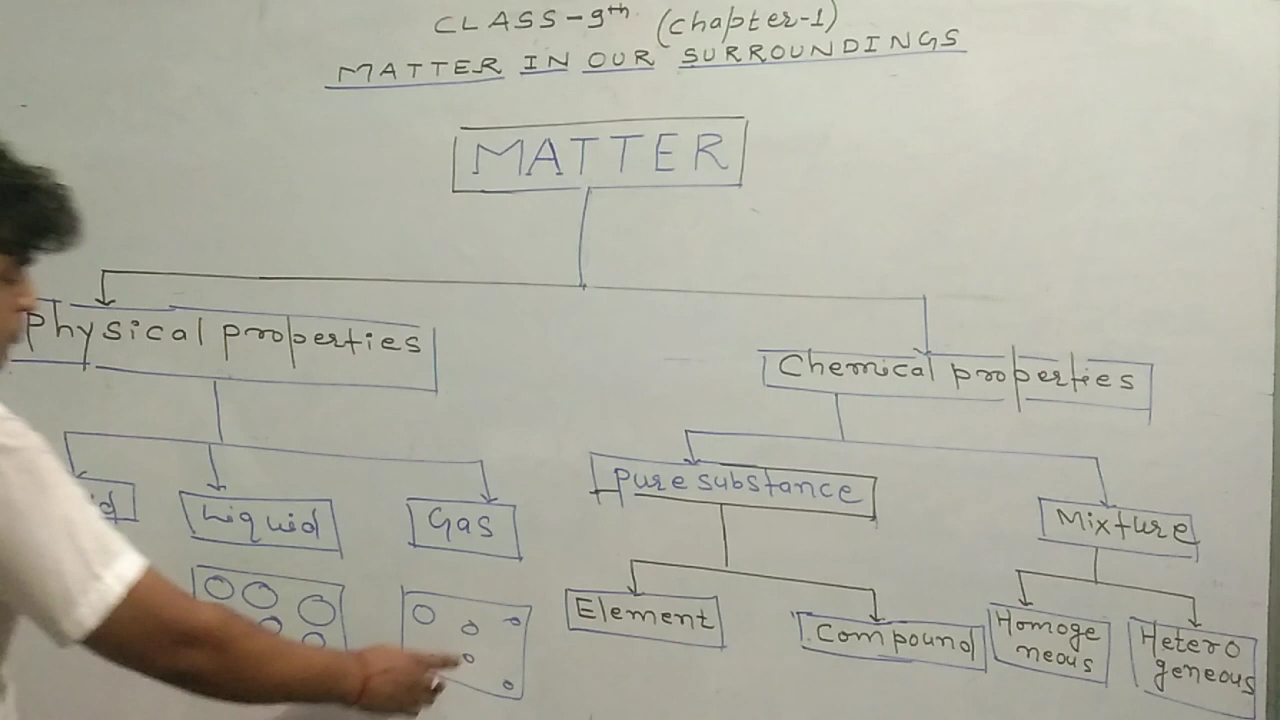 CLASS-9th (chapter-1)
MATTER IN OUR SURROUNDINGS
MATTER
Physical properties
Chemical properties
id
Liquid
Gas
pure substance
Mixture
Element
Compound
Homoge
neous
Hetero
geneous